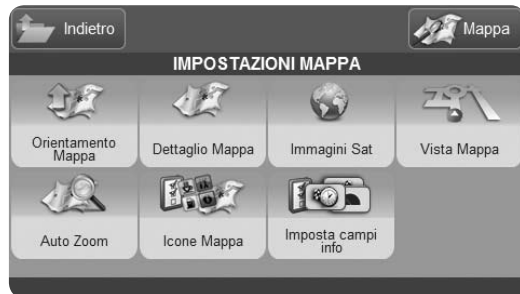 Indietro
Mappa
IMPOSTAZIONI MAPPA
Orientamento
Mappa
Dettaglio Mappa
Immagini Sat
Vista Mappa
Auto Zoom
Icone Mappa
Imposta campi
info